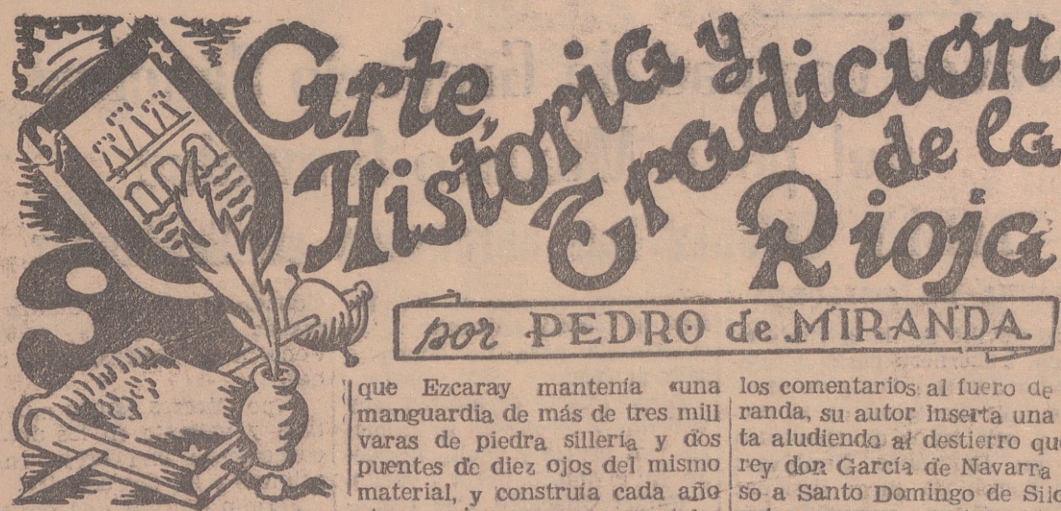 Arte,
Historia y
Tradición
de la
Rioja
por PEDRO de MIRANDA
que Ezcaray mantenía «una
manguardia de más de tres mill
varas de piedra sillería y dos
puentes de diez ojos del mismo
material, y construía cada año
los comentarios al fuero de
randa, su autor inserta una
ta aludiendo al destierro qu
rey don García de Navarra
so a Santo Domingo de Silo